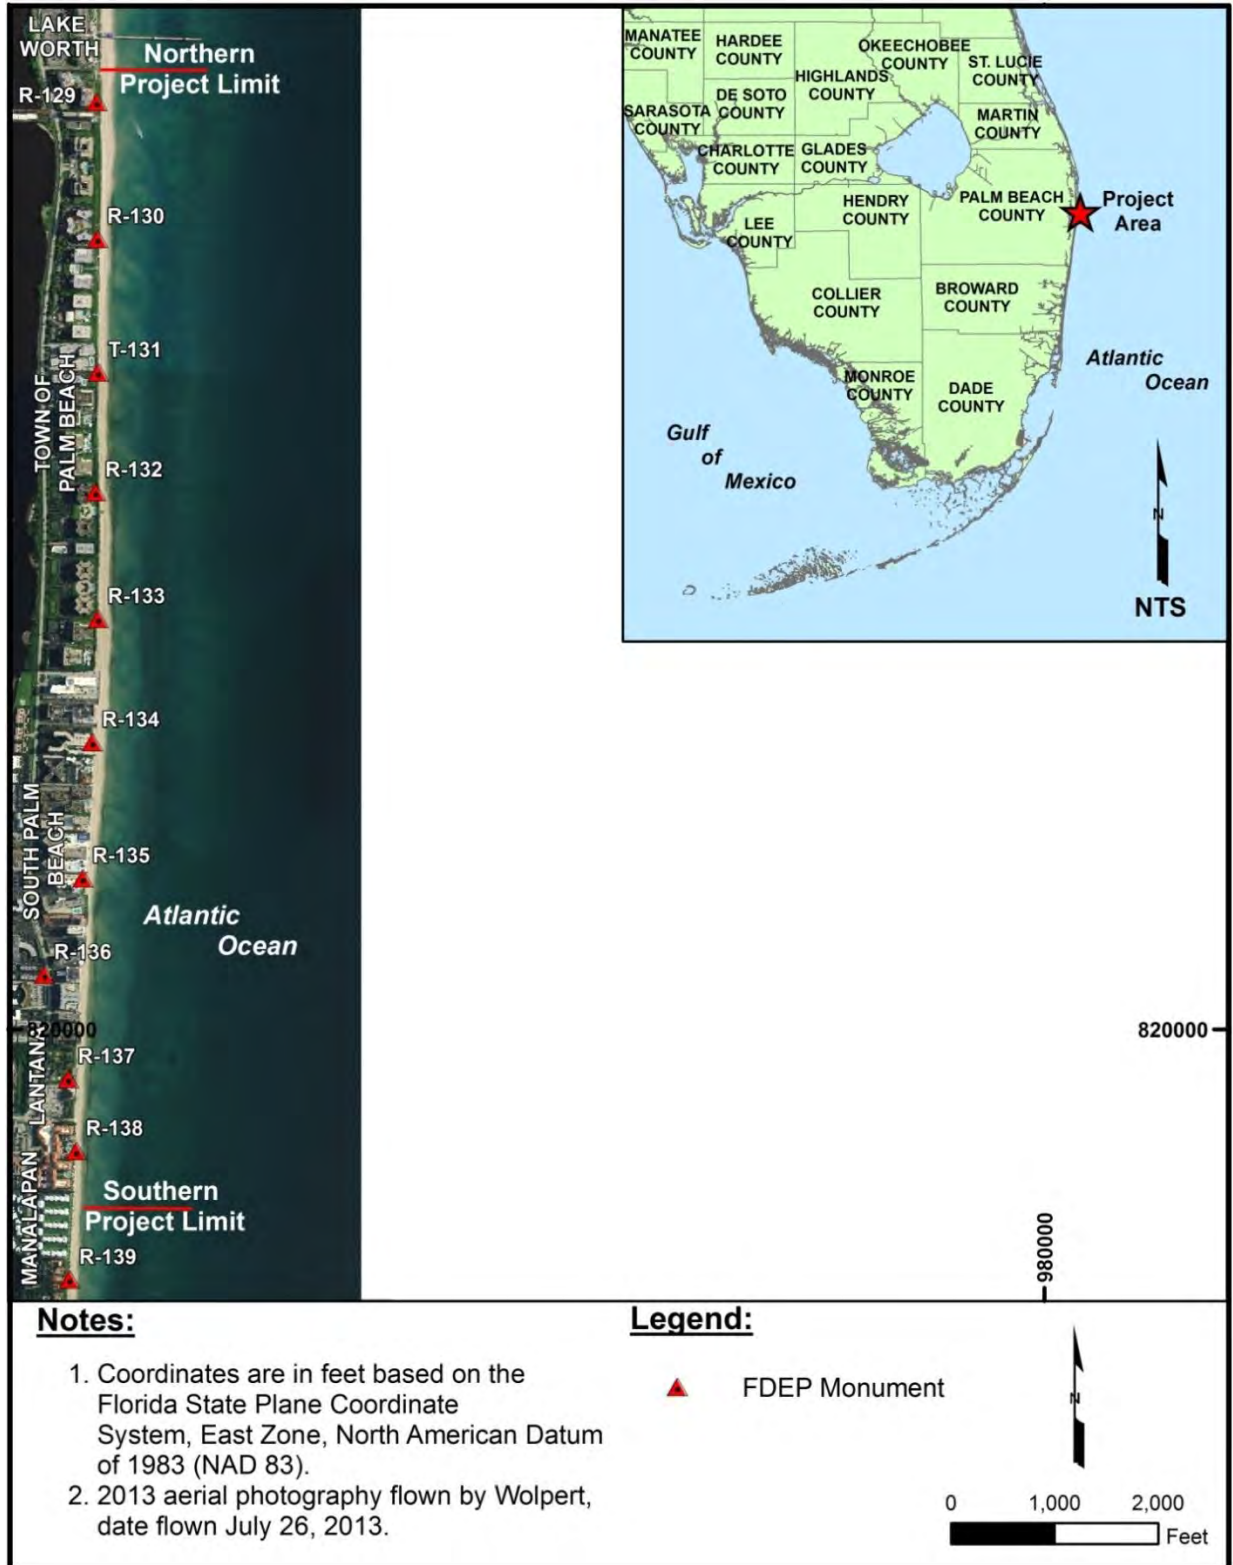 LAKE
WORTH
Northern
Project Limit
R-129
R-130
T-131
TOWN OF
PALM BEACH
R-132
R-133
R-134
SOUTH PALM
BEACH
R-135
Atlantic
Ocean
R-136
820000
LANTANA
R-137
R-138
MANALAPAN
Southern
Project Limit
R-139
MANATEE
COUNTY
HARDEE
COUNTY
OKEECHOBEE
COUNTY
ST. LUCIE
COUNTY
HIGHLANDS
COUNTY
DE SOTO
COUNTY
SARASOTA
COUNTY
MARTIN
COUNTY
CHARLOTTE
COUNTY
GLADES
COUNTY
PALM BEACH
COUNTY
Project
Area
HENDRY
COUNTY
LEE
COUNTY
COLLIER
COUNTY
BROWARD
COUNTY
Atlantic
Ocean
MONROE
COUNTY
DADE
COUNTY
Gulf
of
Mexico
N
NTS
820000
980000
Notes:
1. Coordinates are in feet based on the
Florida State Plane Coordinate
System, East Zone, North American Datum
of 1983 (NAD 83).
2. 2013 aerial photography flown by Wolpert,
date flown July 26, 2013.
Legend:
FDEP Monument
N
0 1,000 2,000
Feet